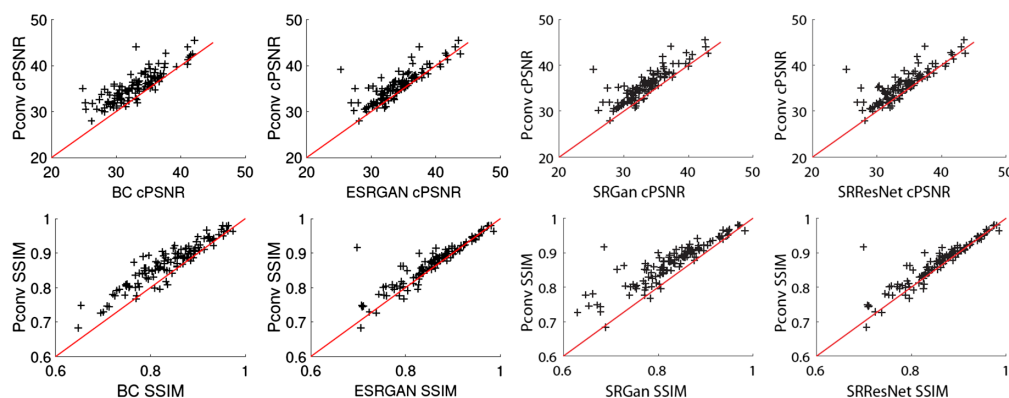 50
40
30
20
Pconv cPSNR
20 30 40 50
BC cPSNR
50
40
30
20
Pconv cPSNR
20 30 40 50
ESRGAN cPSNR
50
40
30
20
Pconv cPSNR
20 30 40 50
SRGan cPSNR
50
40
30
20
Pconv cPSNR
20 30 40 50
SRResNet cPSNR
1
0.9
0.8
0.7
0.6
Pconv SSIM
0.6 0.8 1
BC SSIM
1
0.9
0.8
0.7
0.6
Pconv SSIM
0.6 0.8 1
ESRGAN SSIM
1
0.9
0.8
0.7
0.6
Pconv SSIM
0.6 0.8 1
SRGan SSIM
1
0.9
0.8
0.7
0.6
Pconv SSIM
0.6 0.8 1
SRResNet SSIM